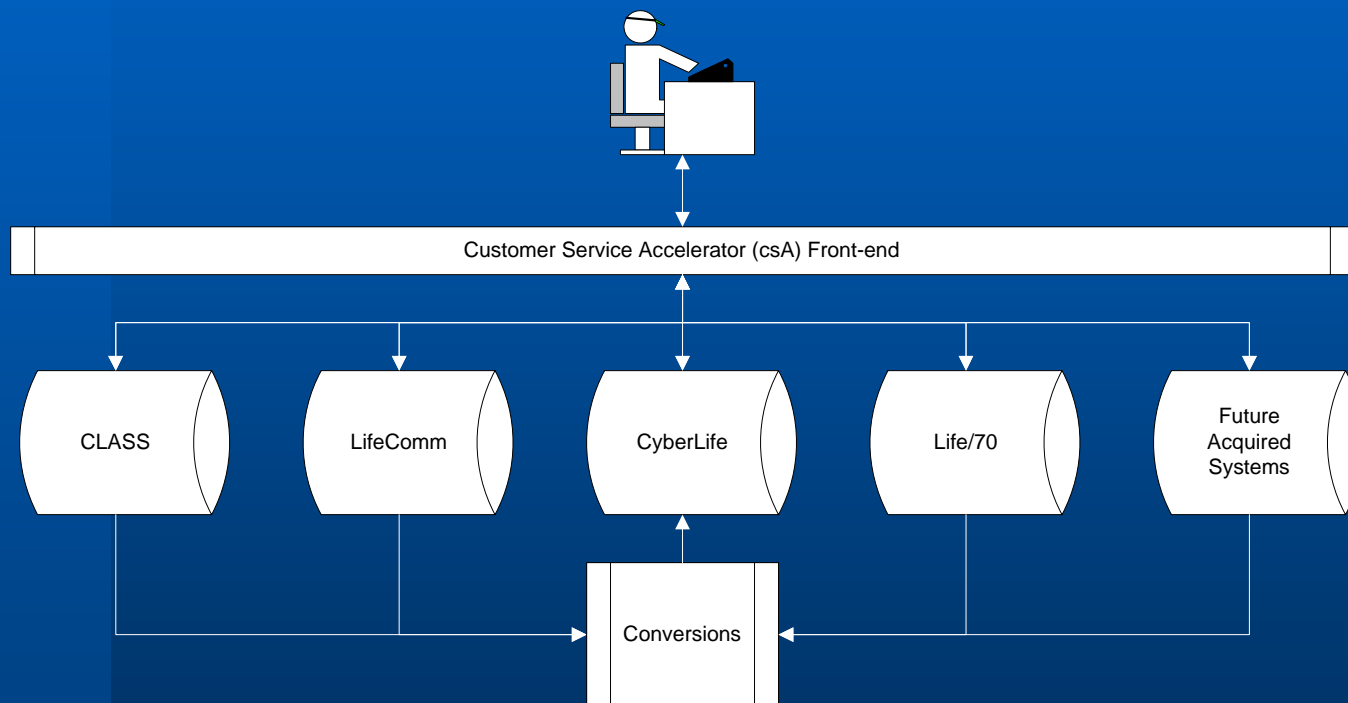 Customer Service Accelerator (csA) Front-end
CLASS
LifeComm
CyberLife
Life/70
Future
Acquired
Systems
Conversions